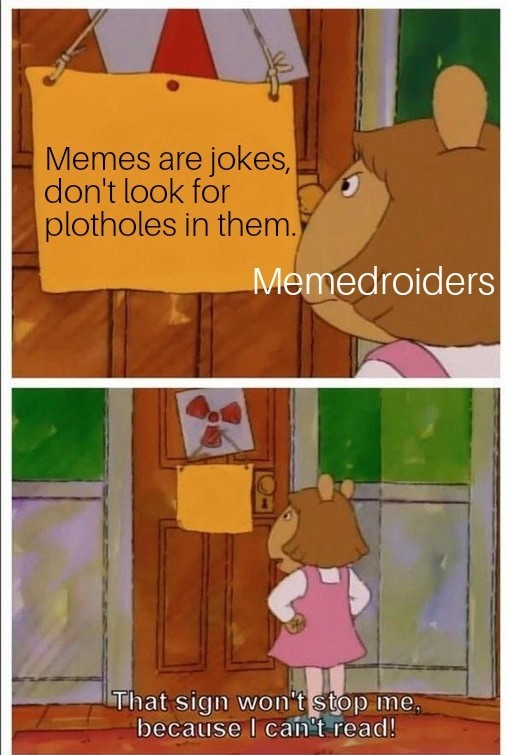 Memes are jokes,
don't look for
plotholes in them.
Memedroiders
That sign won't stop me,
because I can't read!